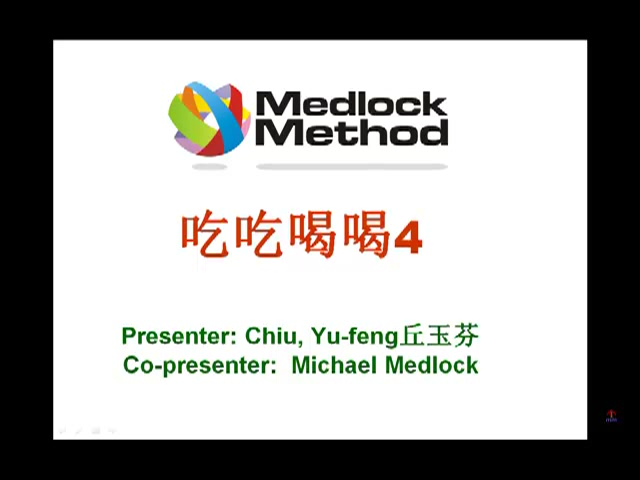 Medlock
Method
吃吃喝喝4
Presenter: Chiu, Yu-feng丘玉芬
Co-presenter: Michael Medlock